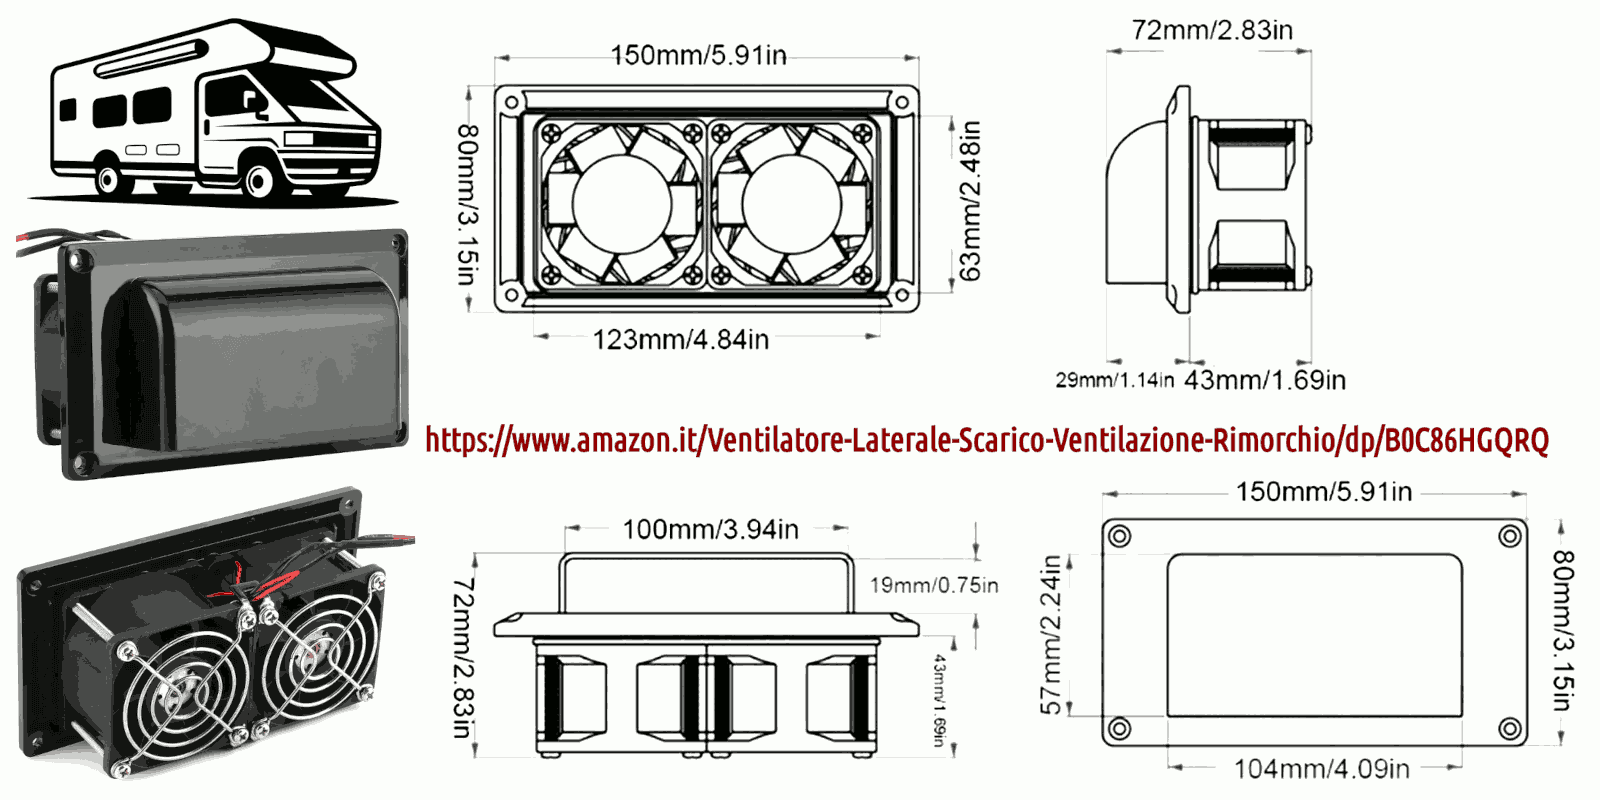 150mm/5.91in
80mm/3.15in
63mm/2.48in
123mm/4.84in
72mm/2.83in
29mm/1.14in
43mm/1.69in
https://www.amazon.it/Ventilatore-Laterale-Scarico-Ventilazione-Rimorchio/dp/B0C86HGQRQ
100mm/3.94in
72mm/2.83in
19mm/0.75in
43mm/1.69in
150mm/5.91in
57mm/2.24in
80mm/3.15in
104mm/4.09in